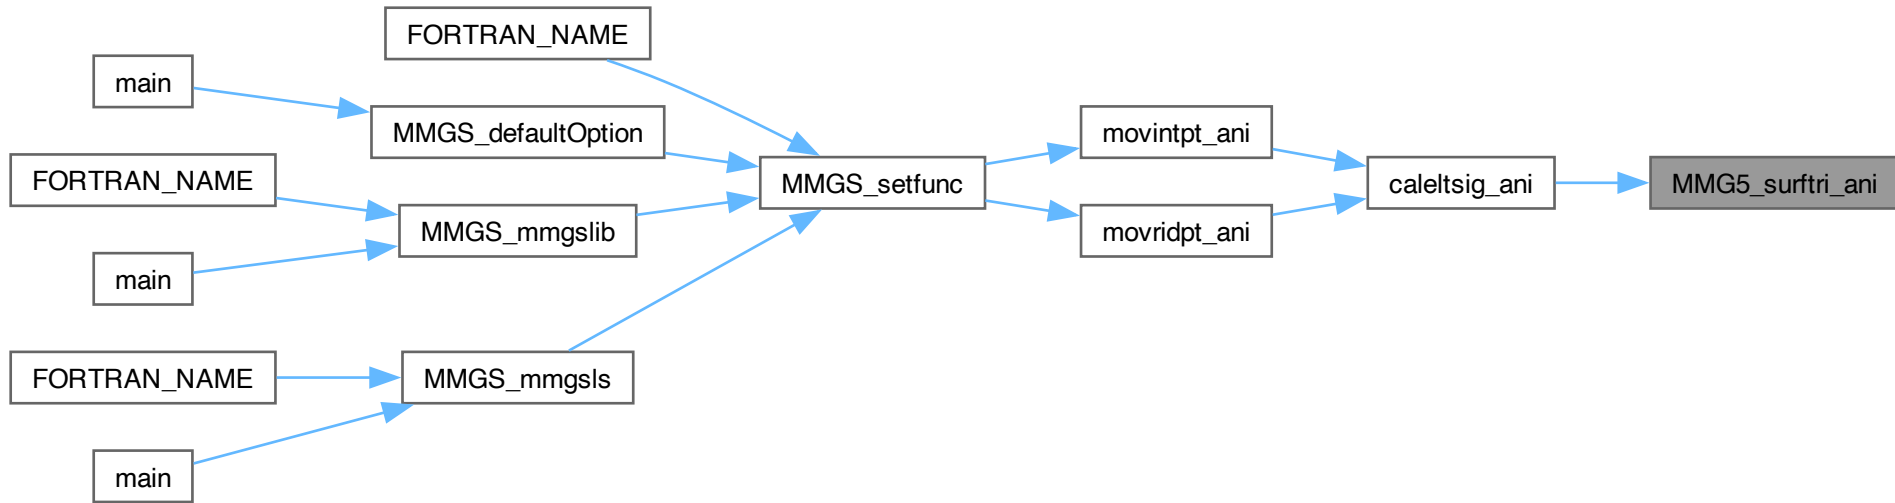 FORTRAN_NAME
main
MMGS_defaultOption
movintpt_ani
FORTRAN_NAME
MMGS_setfunc
caleltsig_ani
MMG5_surftri_ani
MMGS_mmgslib
movridpt_ani
main
FORTRAN_NAME
MMGS_mmgsls
main